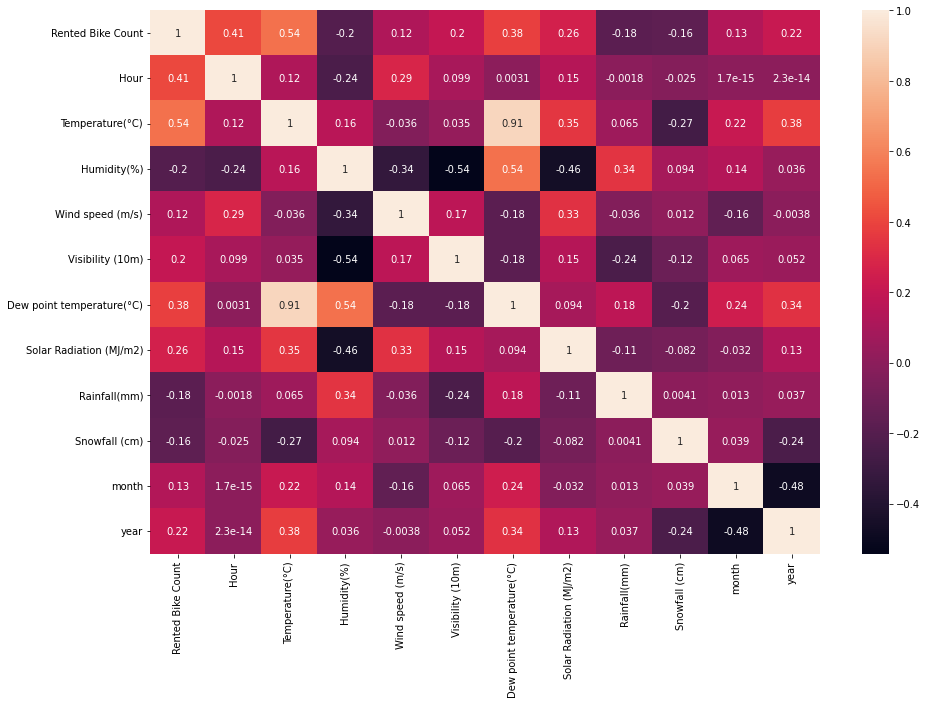 Rented Bike Count 1 0.41 0.54 -0.2 0.12 0.2 0.38 0.26 -0.18 -0.16 0.13 0.22
Hour 0.41 1 0.12 -0.24 0.29 0.099 0.0031 0.15 -0.0018 -0.025 1.7e-15 2.3e-14
Temperature(°C) 0.54 0.12 1 0.16 -0.036 0.035 0.91 0.35 0.065 -0.27 0.22 0.38
Humidity(%) -0.2 -0.24 0.16 1 -0.34 -0.54 0.54 -0.46 0.34 0.094 0.14 0.036
Wind speed (m/s) 0.12 0.29 -0.036 -0.34 1 0.17 -0.18 0.33 -0.036 0.012 -0.16 -0.0038
Visibility (10m) 0.2 0.099 0.035 -0.54 0.17 1 -0.18 0.15 -0.24 -0.12 0.065 0.052
Dew point temperature(°C) 0.38 0.0031 0.91 0.54 -0.18 -0.18 1 0.094 0.18 -0.2 0.24 0.34
Solar Radiation (MJ/m2) 0.26 0.15 0.35 -0.46 0.33 0.15 0.094 1 -0.11 -0.082 -0.032 0.13
Rainfall(mm) -0.18 -0.0018 0.065 0.34 -0.036 -0.24 0.18 -0.11 1 0.0041 0.013 0.037
Snowfall (cm) -0.16 -0.025 -0.27 0.094 0.012 -0.12 -0.2 -0.082 0.0041 1 0.039 -0.24
month 0.13 1.7e-15 0.22 0.14 -0.16 0.065 0.24 -0.032 0.013 0.039 1 -0.48
year 0.22 2.3e-14 0.38 0.036 -0.0038 0.052 0.34 0.13 0.037 -0.24 -0.48 1
Rented Bike Count
Hour
Temperature(°C)
Humidity(%)
Wind speed (m/s)
Visibility (10m)
Dew point temperature(°C)
Solar Radiation (MJ/m2)
Rainfall(mm)
Snowfall (cm)
month
year
1.0
0.8
0.6
0.4
0.2
0.0
−0.2
−0.4